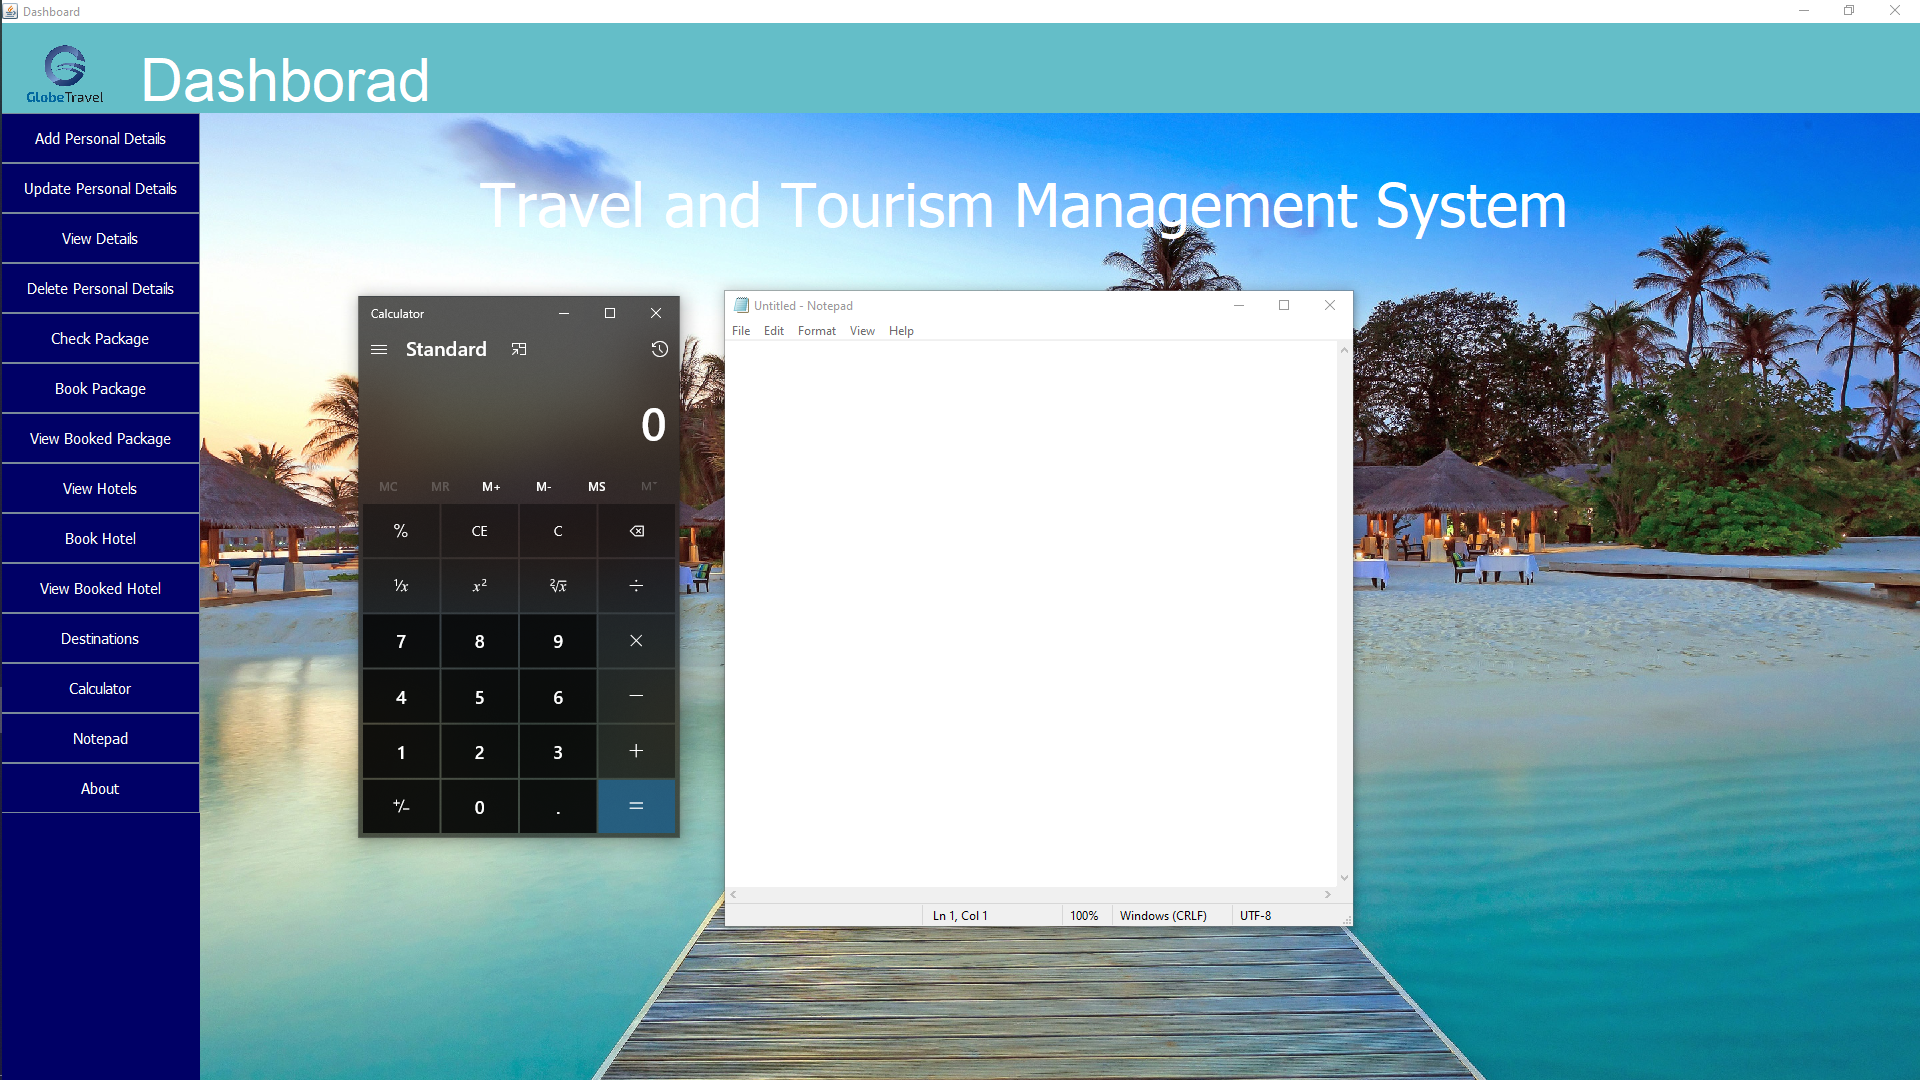 Dashboard
GlobeTravel
Dashborad
Add Personal Details
Update Personal Details
View Details
Delete Personal Details
Check Package
Book Package
View Booked Package
View Hotels
Book Hotel
View Booked Hotel
Destinations
Calculator
Notepad
About
Travel and Tourism Management System
Calculator
Standard
0
MC MR M+ M- MS M˅
% CE C
¹⁄x x² ²√x ÷
7 8 9 ×
4 5 6 −
1 2 3 +
+/− 0 . =
Untitled - Notepad
File Edit Format View Help
Ln 1, Col 1 100% Windows (CRLF) UTF-8